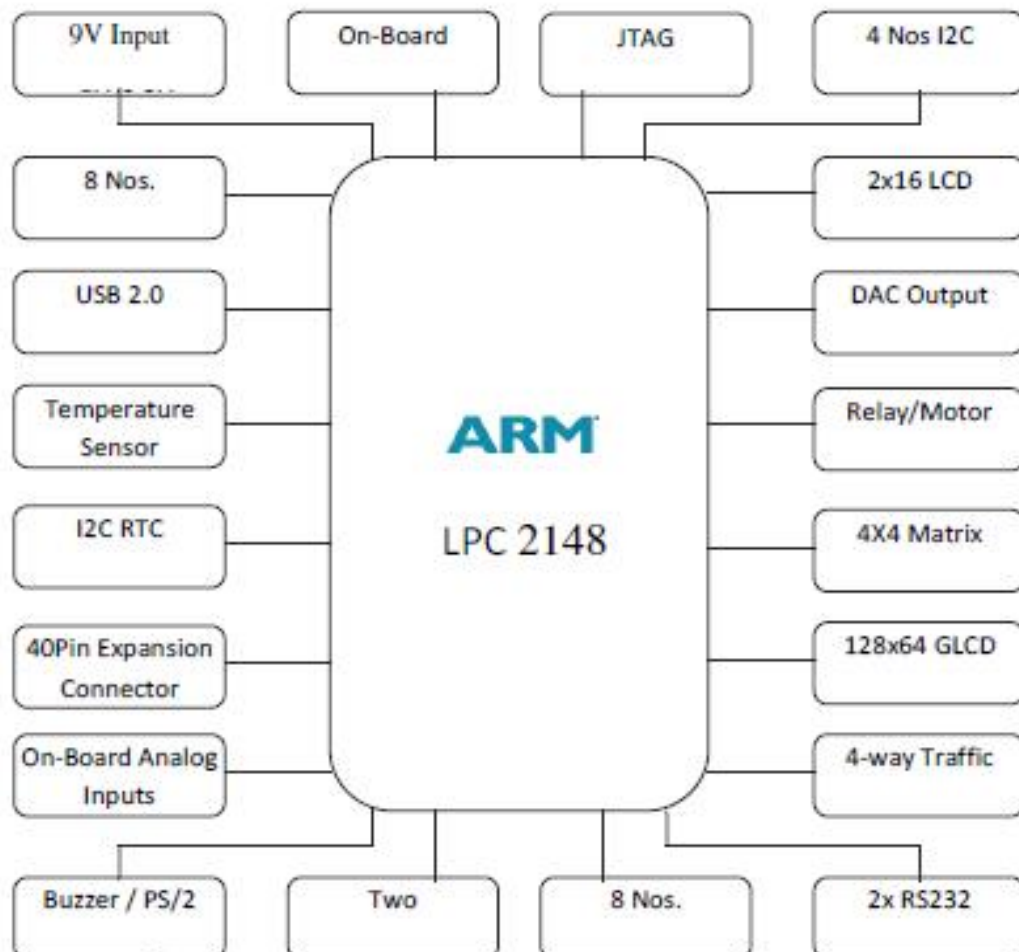 9V Input
On-Board
JTAG
4 Nos I2C
8 Nos.
2x16 LCD
USB 2.0
DAC Output
Temperature
Sensor
Relay/Motor
ARM
I2C RTC
LPC 2148
4X4 Matrix
40Pin Expansion
Connector
128x64 GLCD
On-Board Analog
Inputs
4-way Traffic
Buzzer / PS/2
Two
8 Nos.
2x RS232